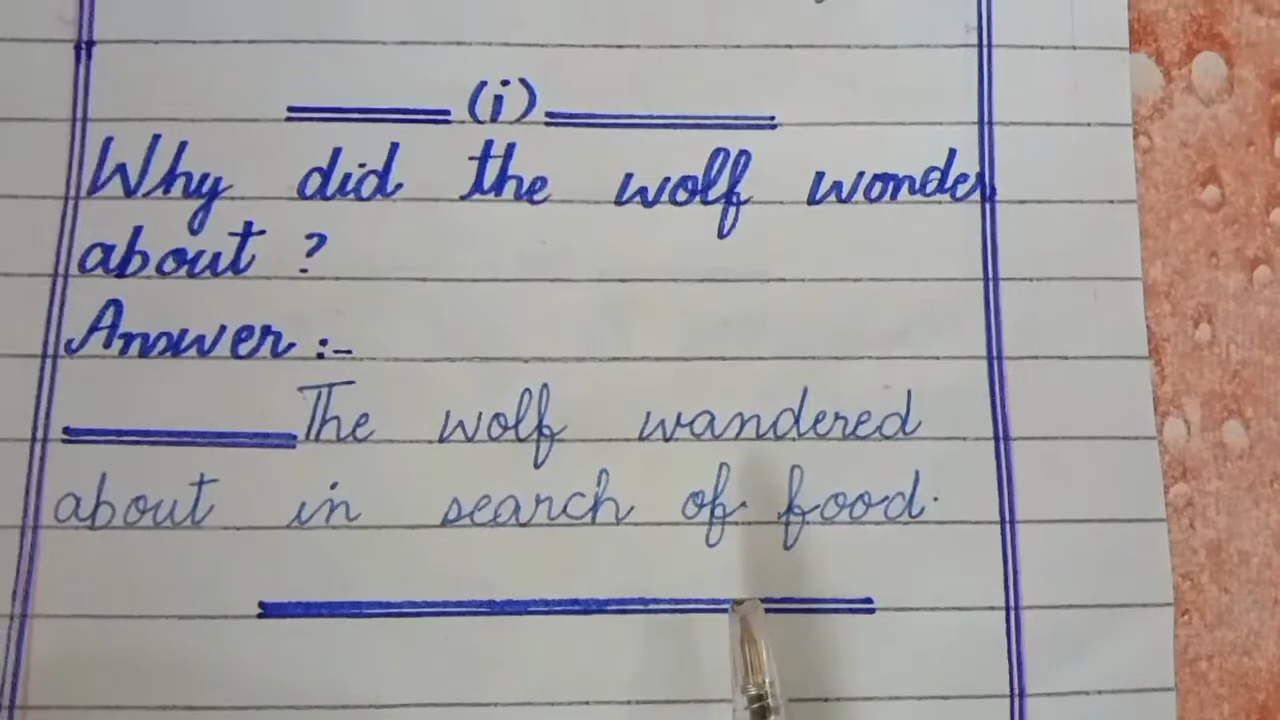 (i)
Why did the wolf wonder
about ?
Answer :-
The wolf wandered
about in search of food.